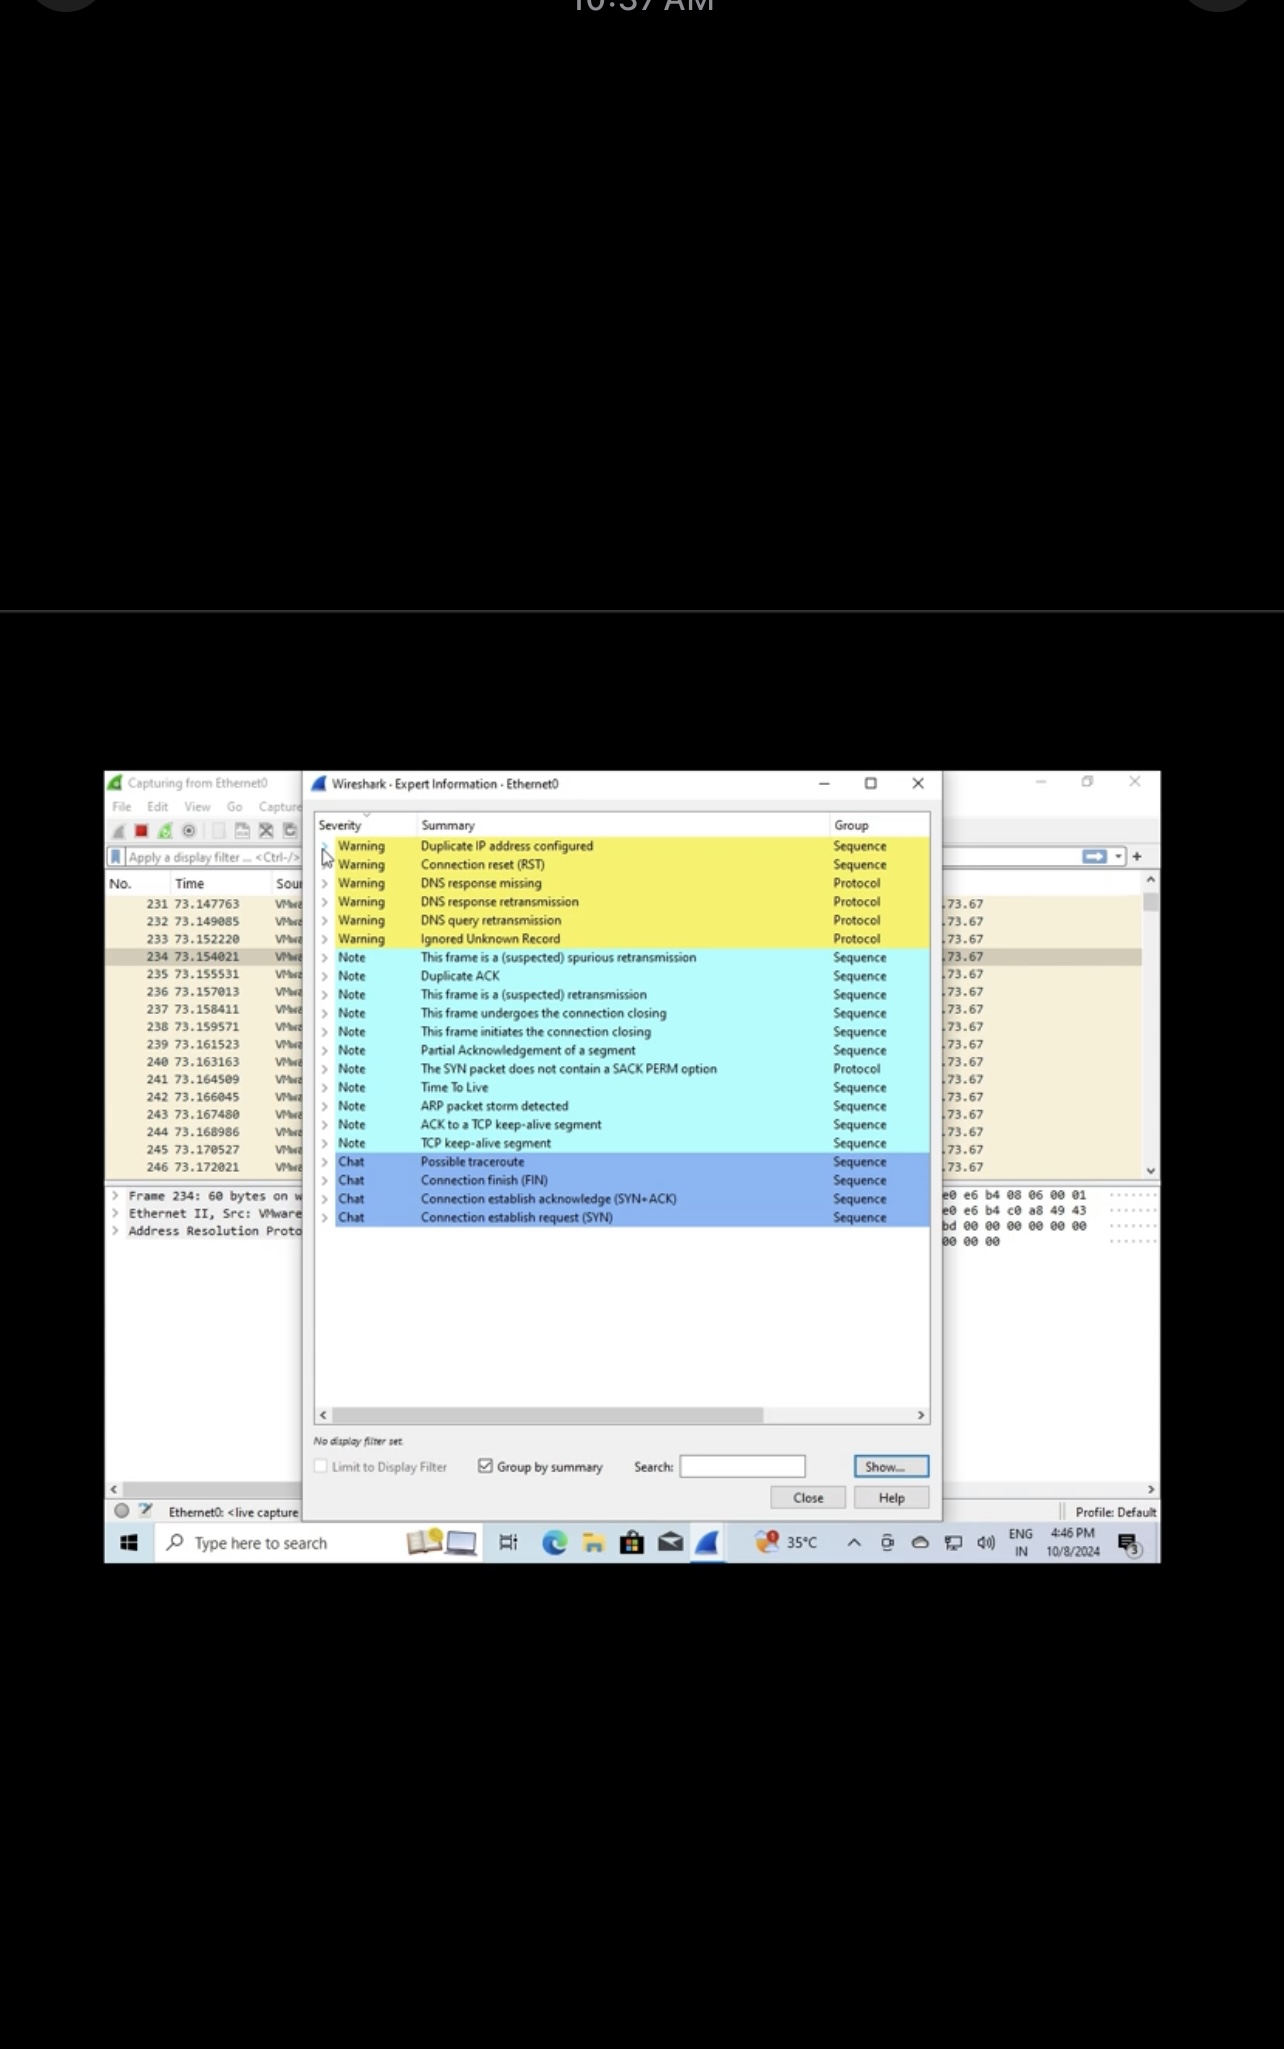 10:37 AM
Capturing from Ethernet0
Wireshark · Expert Information · Ethernet0
File Edit View Go Capture
Apply a display filter ... <Ctrl-/>
Severity Summary Group
Warning Duplicate IP address configured Sequence
Warning Connection reset (RST) Sequence
Warning DNS response missing Protocol
Warning DNS response retransmission Protocol
Warning DNS query retransmission Protocol
Warning Ignored Unknown Record Protocol
Note This frame is a (suspected) spurious retransmission Sequence
Note Duplicate ACK Sequence
Note This frame is a (suspected) retransmission Sequence
Note This frame undergoes the connection closing Sequence
Note This frame initiates the connection closing Sequence
Note Partial Acknowledgement of a segment Sequence
Note The SYN packet does not contain a SACK PERM option Protocol
Note Time To Live Sequence
Note ARP packet storm detected Sequence
Note ACK to a TCP keep-alive segment Sequence
Note TCP keep-alive segment Sequence
Chat Possible traceroute Sequence
Chat Connection finish (FIN) Sequence
Chat Connection establish acknowledge (SYN+ACK) Sequence
Chat Connection establish request (SYN) Sequence
No display filter set.
Limit to Display Filter Group by summary Search: Show...
Close Help
No. Time Sour
231 73.147763 VMwa .73.67
232 73.149085 VMwa .73.67
233 73.152220 VMwa .73.67
234 73.154021 VMwa .73.67
235 73.155531 VMwa .73.67
236 73.157013 VMwa .73.67
237 73.158411 VMwa .73.67
238 73.159571 VMwa .73.67
239 73.161523 VMwa .73.67
240 73.163163 VMwa .73.67
241 73.164509 VMwa .73.67
242 73.166045 VMwa .73.67
243 73.167480 VMwa .73.67
244 73.168986 VMwa .73.67
245 73.170527 VMwa .73.67
246 73.172021 VMwa .73.67
Frame 234: 60 bytes on w
Ethernet II, Src: VMware
Address Resolution Proto
e0 e6 b4 08 06 00 01
e0 e6 b4 c0 a8 49 43
bd 00 00 00 00 00 00
00 00 00
Ethernet0: <live capture Profile: Default
Type here to search 35°C ENG IN 4:46 PM 10/8/2024 3